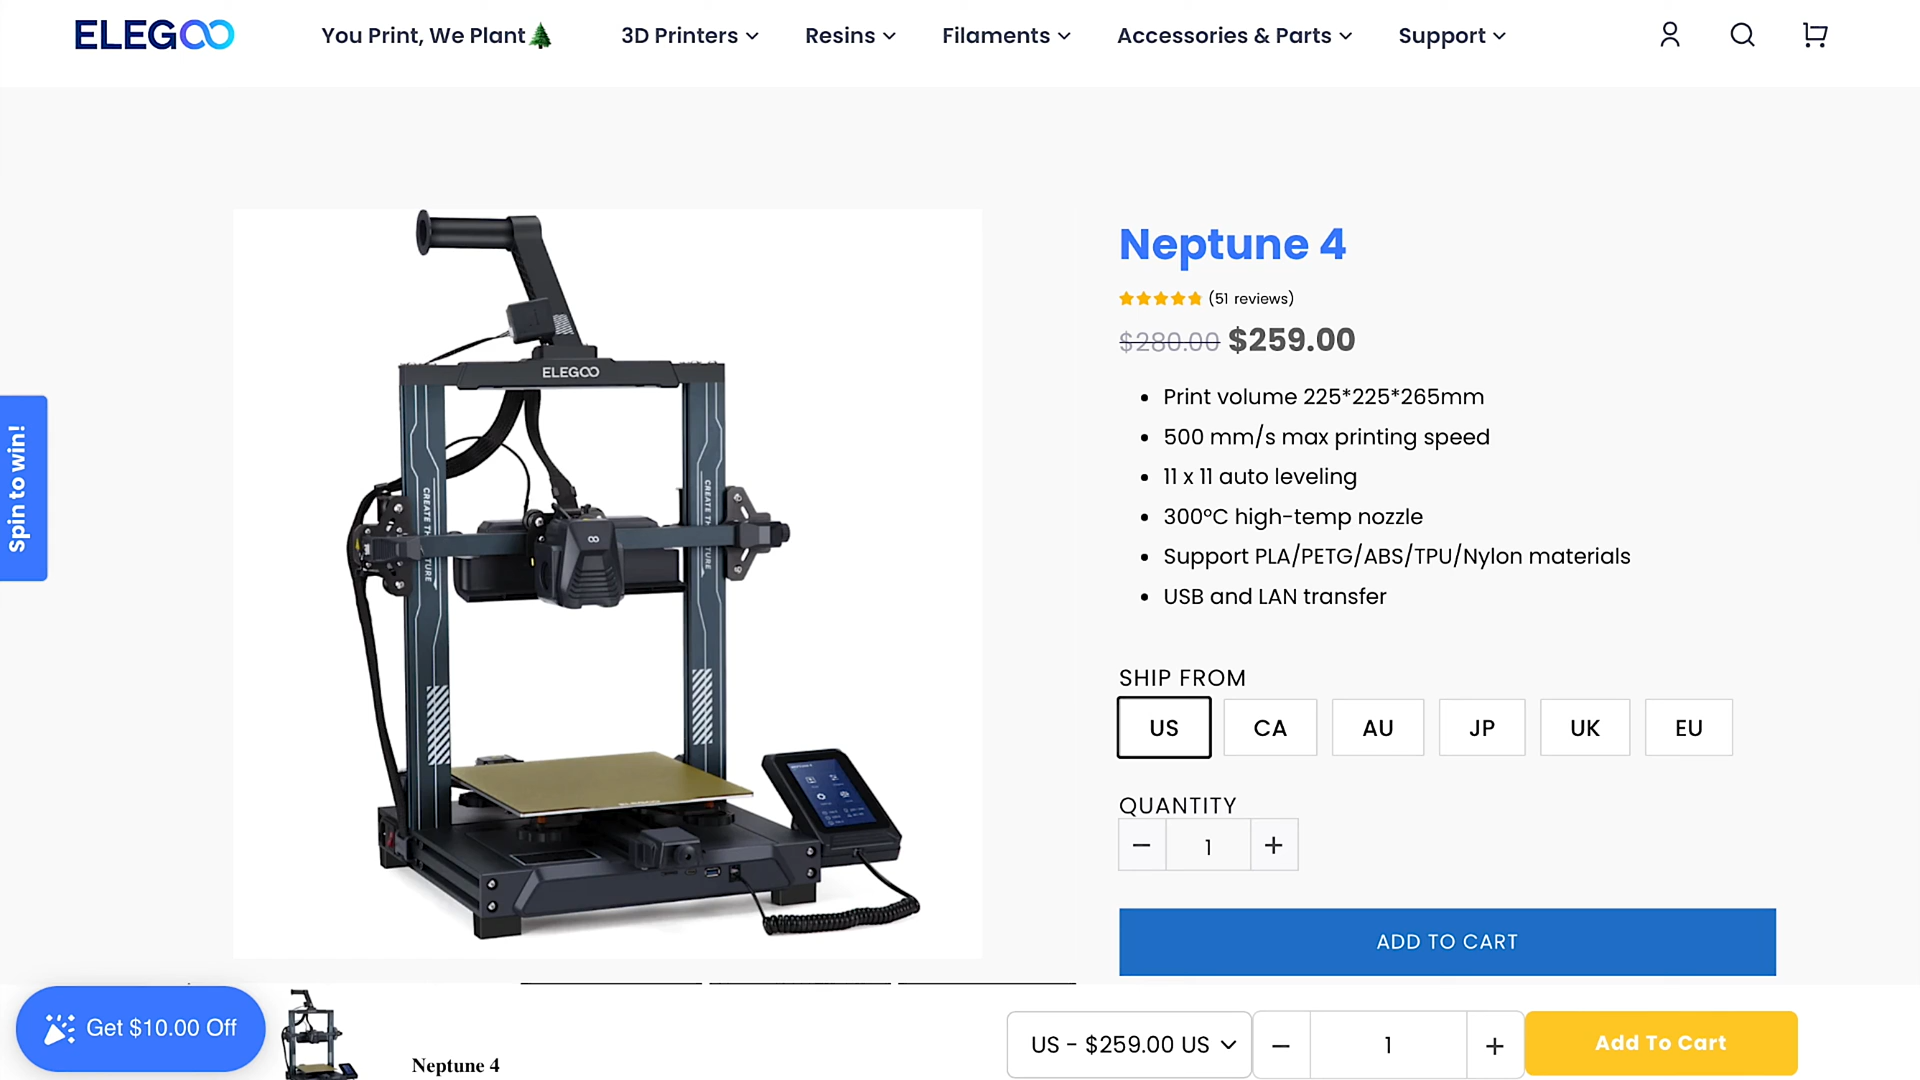 ELEGOO
You Print, We Plant
3D Printers
Resins
Filaments
Accessories & Parts
Support
ELEGOO
CREATE TH
TURE
CREATE TH
TURE
Neptune 4
(51 reviews)
$280.00 $259.00
• Print volume 225*225*265mm
• 500 mm/s max printing speed
• 11 x 11 auto leveling
• 300°C high-temp nozzle
• Support PLA/PETG/ABS/TPU/Nylon materials
• USB and LAN transfer
SHIP FROM
US CA AU JP UK EU
QUANTITY
− 1 +
ADD TO CART
Spin to win!
Get $10.00 Off
Neptune 4
US - $259.00 US
− 1 +
Add To Cart